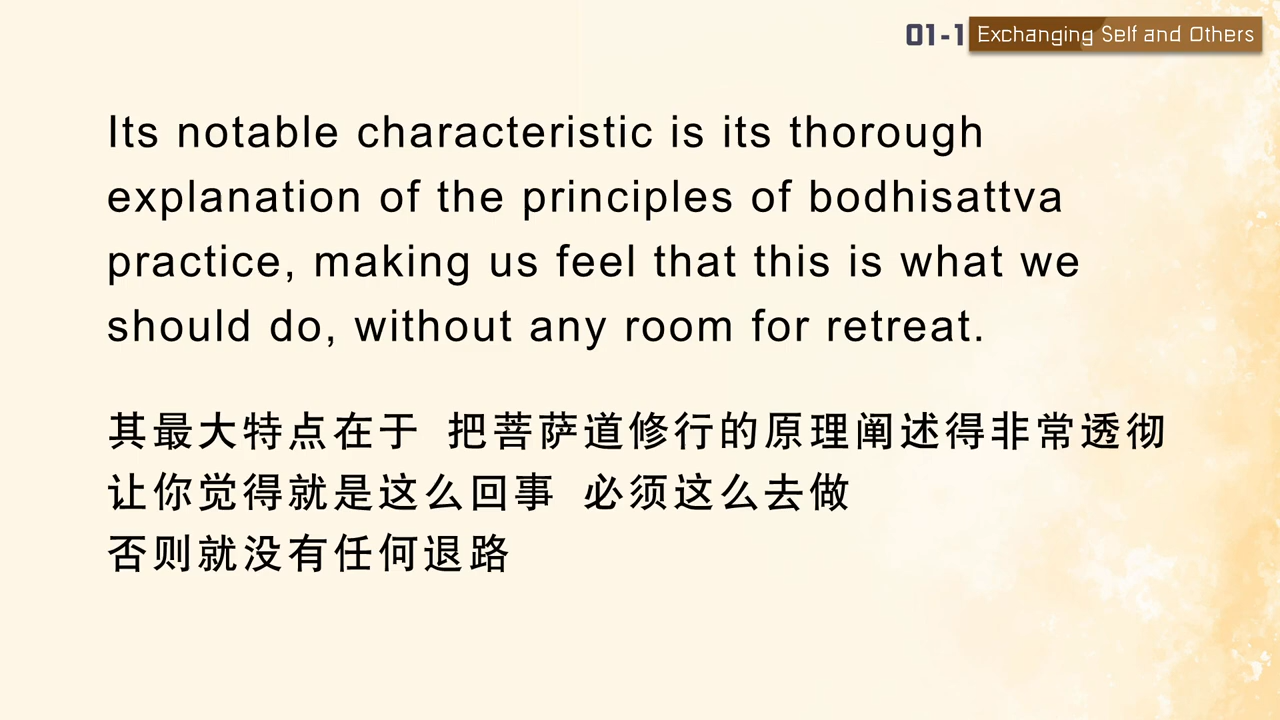 01-1 Exchanging Self and Others
Its notable characteristic is its thorough
explanation of the principles of bodhisattva
practice, making us feel that this is what we
should do, without any room for retreat.
其最大特点在于 把菩萨道修行的原理阐述得非常透彻
让你觉得就是这么回事 必须这么去做
否则就没有任何退路